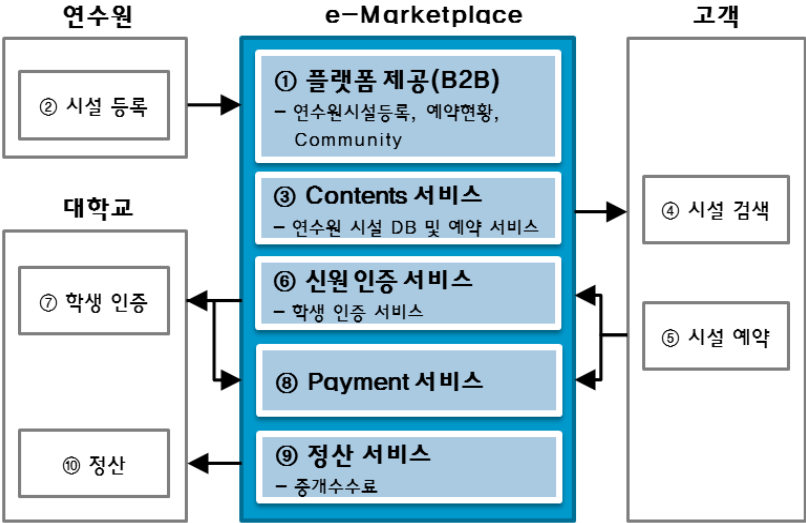 연수원
e-Marketplace
고객
② 시설 등록
① 플랫폼 제공(B2B)
- 연수원시설등록, 예약현황,
Community
대학교
③ Contents 서비스
- 연수원 시설 DB 및 예약 서비스
④ 시설 검색
⑥ 신원 인증 서비스
- 학생 인증 서비스
⑦ 학생 인증
⑤ 시설 예약
⑧ Payment 서비스
⑨ 정산 서비스
- 중개수수료
⑩ 정산